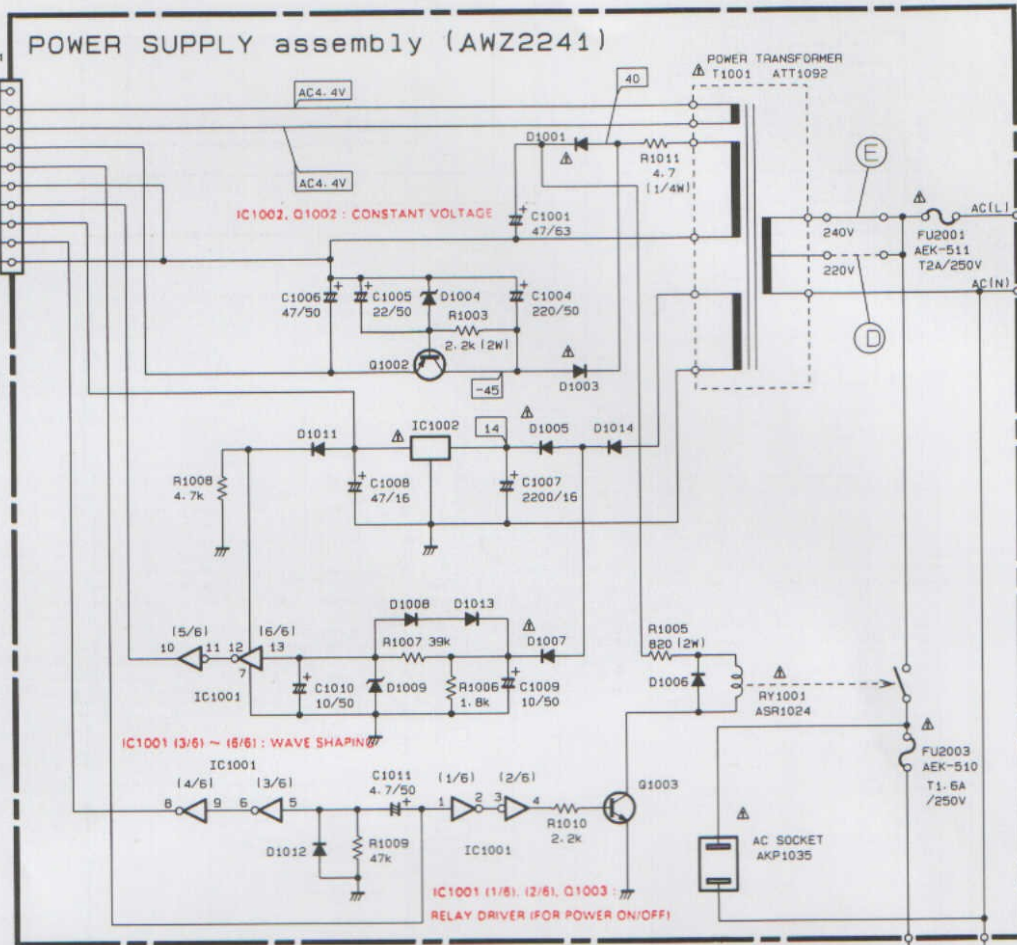 POWER SUPPLY assembly (AWZ2241)
POWER TRANSFORMER
T1001 ATT1092
AC4.4V
40
D1001
R1011
4.7
(1/4W)
E
AC4.4V
IC1002, Q1002 : CONSTANT VOLTAGE
C1001
47/63
240V
FU2001
AEK-511
T2A/250V
AC(L)
220V
AC(N)
D
C1006
47/50
C1005
22/50
D1004
R1003
2.2k (2W)
C1004
220/50
Q1002
-45
D1003
D1011
IC1002
14
D1005
D1014
R1008
4.7k
C1008
47/16
C1007
2200/16
D1008
D1013
(5/6)
(6/6)
R1007 39k
D1007
10
11
12
13
7
IC1001
C1010
10/50
D1009
R1006
1.8k
C1009
10/50
R1005
820 (2W)
D1006
RY1001
ASR1024
IC1001 (3/6) ~ (6/6) : WAVE SHAPING
FU2003
AEK-510
T1.6A
/250V
IC1001
(4/6)
(3/6)
C1011
4.7/50
(1/6)
(2/6)
Q1003
8
9
6
5
1
2
3
4
R1010
2.2k
D1012
R1009
47k
IC1001
AC SOCKET
AKP1035
IC1001 (1/6), (2/6), Q1003 :
RELAY DRIVER (FOR POWER ON/OFF)